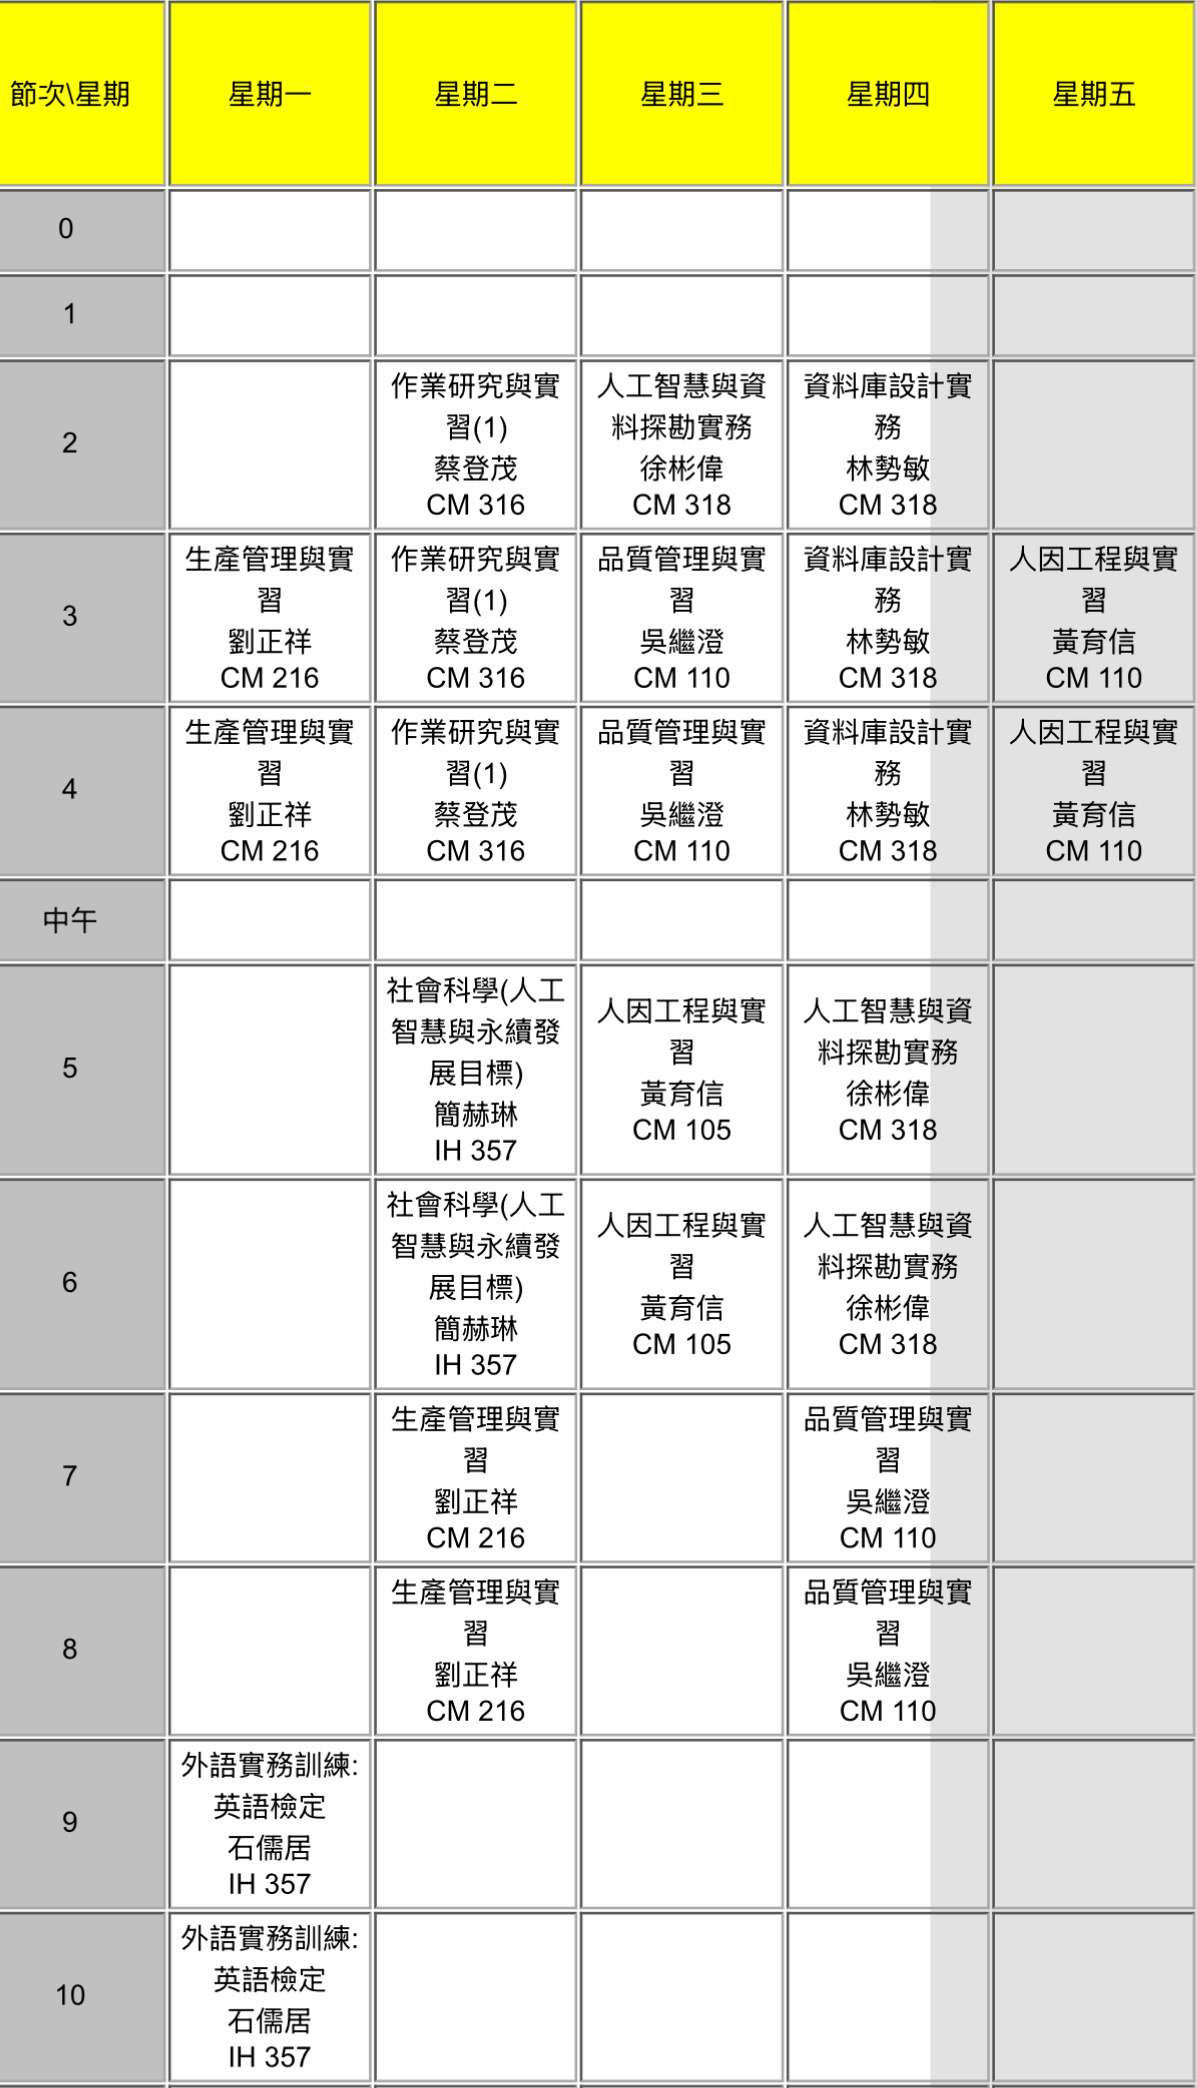 節次\星期 星期一 星期二 星期三 星期四 星期五
0
1
2
作業研究與實
習(1)
蔡登茂
CM 316
人工智慧與資
料探勘實務
徐彬偉
CM 318
資料庫設計實
務
林勢敏
CM 318
3
生產管理與實
習
劉正祥
CM 216
作業研究與實
習(1)
蔡登茂
CM 316
品質管理與實
習
吳繼澄
CM 110
資料庫設計實
務
林勢敏
CM 318
人因工程與實
習
黃育信
CM 110
4
生產管理與實
習
劉正祥
CM 216
作業研究與實
習(1)
蔡登茂
CM 316
品質管理與實
習
吳繼澄
CM 110
資料庫設計實
務
林勢敏
CM 318
人因工程與實
習
黃育信
CM 110
中午
5
社會科學(人工
智慧與永續發
展目標)
簡赫琳
IH 357
人因工程與實
習
黃育信
CM 105
人工智慧與資
料探勘實務
徐彬偉
CM 318
6
社會科學(人工
智慧與永續發
展目標)
簡赫琳
IH 357
人因工程與實
習
黃育信
CM 105
人工智慧與資
料探勘實務
徐彬偉
CM 318
7
生產管理與實
習
劉正祥
CM 216
品質管理與實
習
吳繼澄
CM 110
8
生產管理與實
習
劉正祥
CM 216
品質管理與實
習
吳繼澄
CM 110
9
外語實務訓練:
英語檢定
石儒居
IH 357
10
外語實務訓練:
英語檢定
石儒居
IH 357